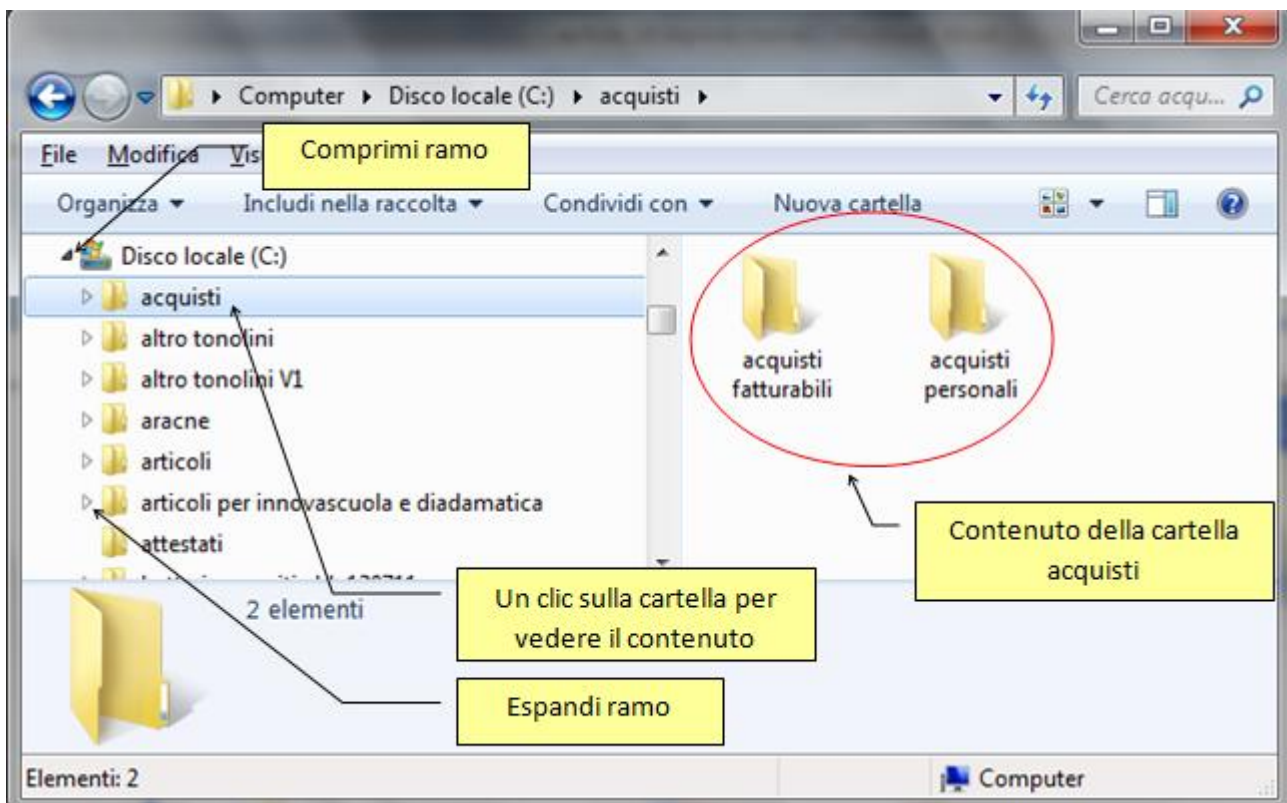 Computer ▸ Disco locale (C:) ▸ acquisti ▸
Cerca acqu...
File Modifica
Comprimi ramo
Organizza Includi nella raccolta Condividi con Nuova cartella
Disco locale (C:)
acquisti
altro tonolini
altro tonolini V1
aracne
articoli
articoli per innovascuola e diadamatica
attestati
acquisti
fatturabili
acquisti
personali
Contenuto della cartella
acquisti
2 elementi
Un clic sulla cartella per
vedere il contenuto
Espandi ramo
Elementi: 2
Computer